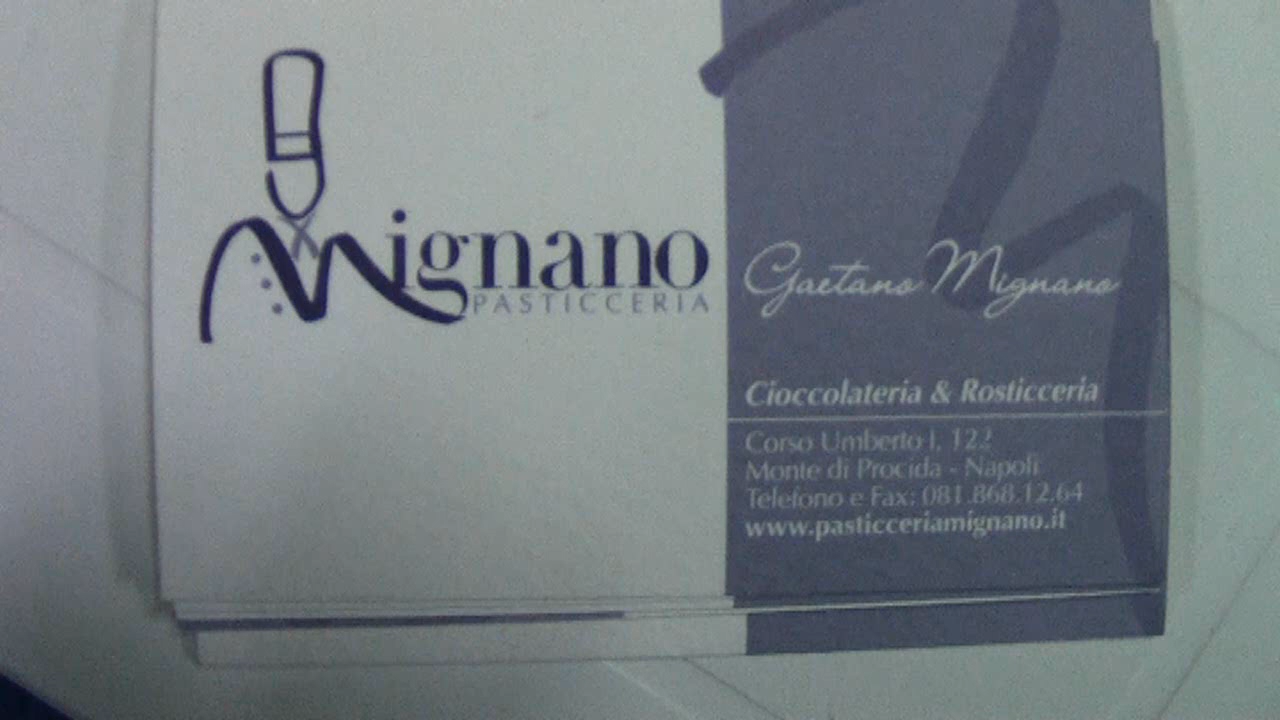 Mignano
PASTICCERIA
Gaetano Mignano
Cioccolateria & Rosticceria
Corso Umberto I, 122
Monte di Procida - Napoli
Telefono e Fax: 081.868.12.64
www.pasticceriamignano.it